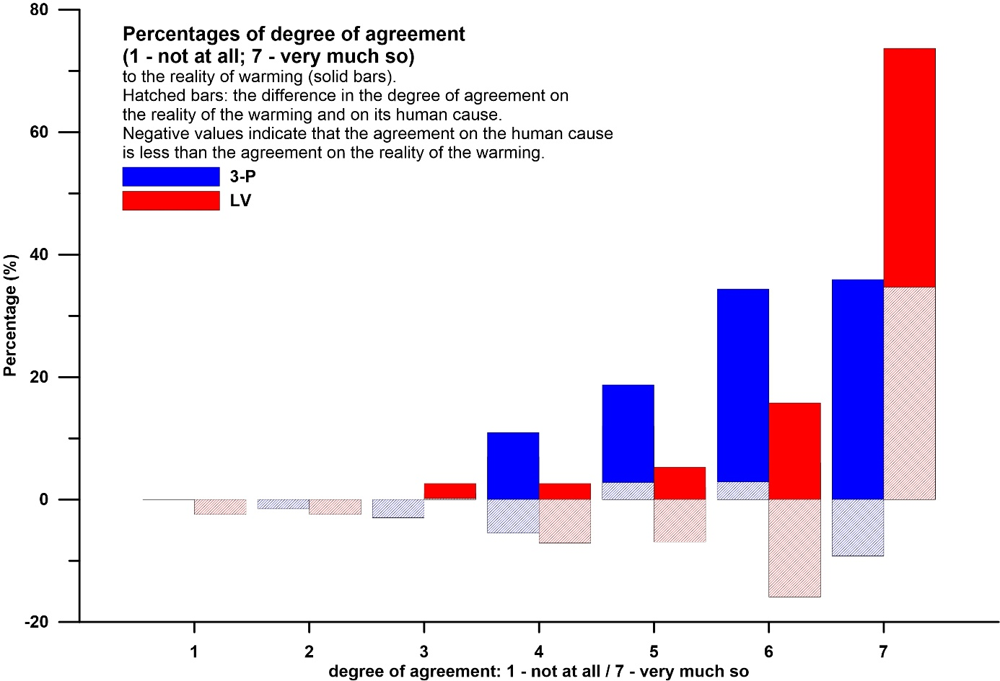 80
60
40
20
0
-20
Percentage (%)
Percentages of degree of agreement
(1 - not at all; 7 - very much so)
to the reality of warming (solid bars).
Hatched bars: the difference in the degree of agreement on
the reality of the warming and on its human cause.
Negative values indicate that the agreement on the human cause
is less than the agreement on the reality of the warming.
3-P
LV
1 2 3 4 5 6 7
degree of agreement: 1 - not at all / 7 - very much so